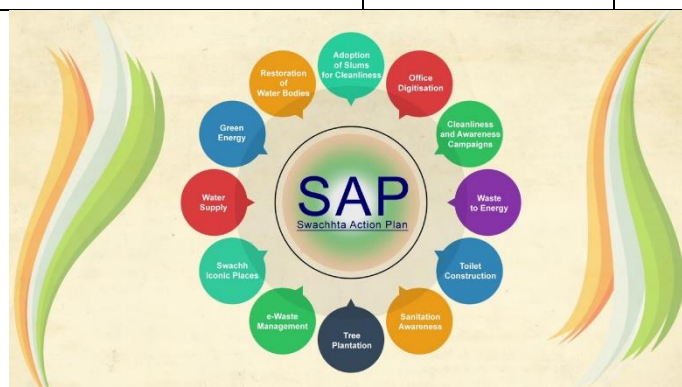 Adoption
of Slums
for Cleanliness
Office
Digitisation
Cleanliness
and Awareness
Campaigns
Waste
to Energy
Toilet
Construction
Sanitation
Awareness
Tree
Plantation
e-Waste
Management
Swachh
Iconic Places
Water
Supply
Green
Energy
Restoration
of
Water Bodies
SAP
Swachhta Action Plan